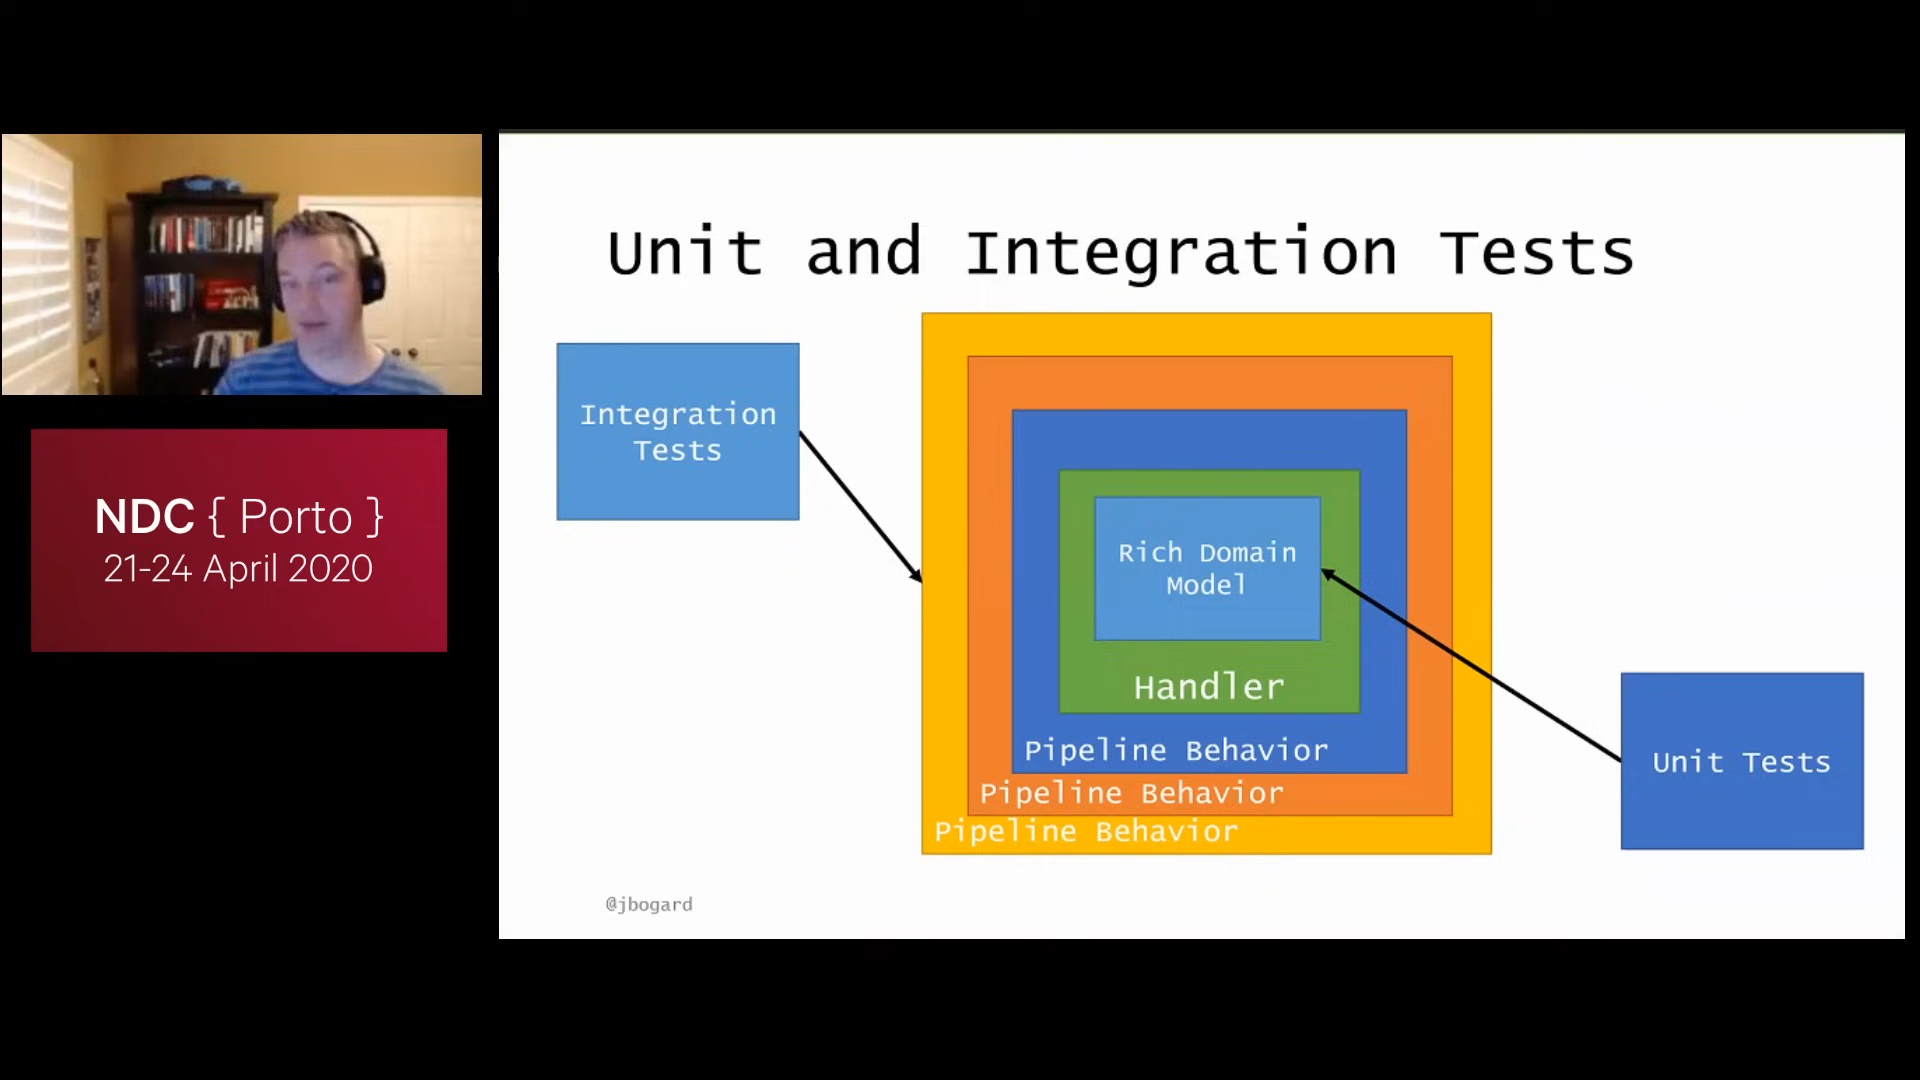 NDC { Porto }
21-24 April 2020
Unit and Integration Tests
Integration
Tests
Rich Domain
Model
Handler
Pipeline Behavior
Pipeline Behavior
Pipeline Behavior
Unit Tests
@jbogard